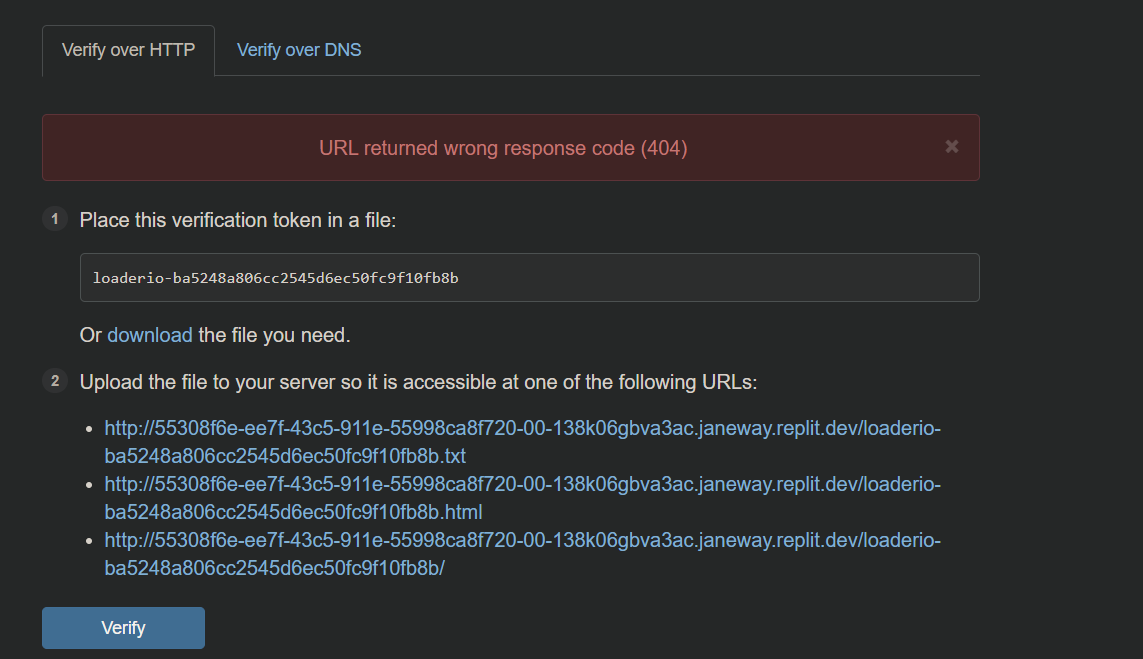 Verify over HTTP
Verify over DNS
URL returned wrong response code (404)
×
1
Place this verification token in a file:
loaderio-ba5248a806cc2545d6ec50fc9f10fb8b
Or download the file you need.
2
Upload the file to your server so it is accessible at one of the following URLs:
• http://55308f6e-ee7f-43c5-911e-55998ca8f720-00-138k06gbva3ac.janeway.replit.dev/loaderio-
ba5248a806cc2545d6ec50fc9f10fb8b.txt
• http://55308f6e-ee7f-43c5-911e-55998ca8f720-00-138k06gbva3ac.janeway.replit.dev/loaderio-
ba5248a806cc2545d6ec50fc9f10fb8b.html
• http://55308f6e-ee7f-43c5-911e-55998ca8f720-00-138k06gbva3ac.janeway.replit.dev/loaderio-
ba5248a806cc2545d6ec50fc9f10fb8b/
Verify